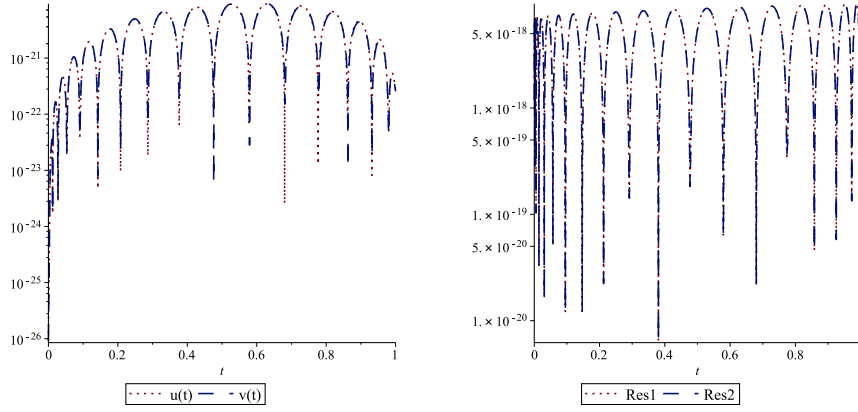 10⁻²¹
10⁻²²
10⁻²³
10⁻²⁴
10⁻²⁵
10⁻²⁶
0 0.2 0.4 0.6 0.8 1
t
u(t) v(t)
5. × 10⁻¹⁸
1. × 10⁻¹⁸
5. × 10⁻¹⁹
1. × 10⁻¹⁹
5. × 10⁻²⁰
1. × 10⁻²⁰
0 0.2 0.4 0.6 0.8
t
Res1 Res2